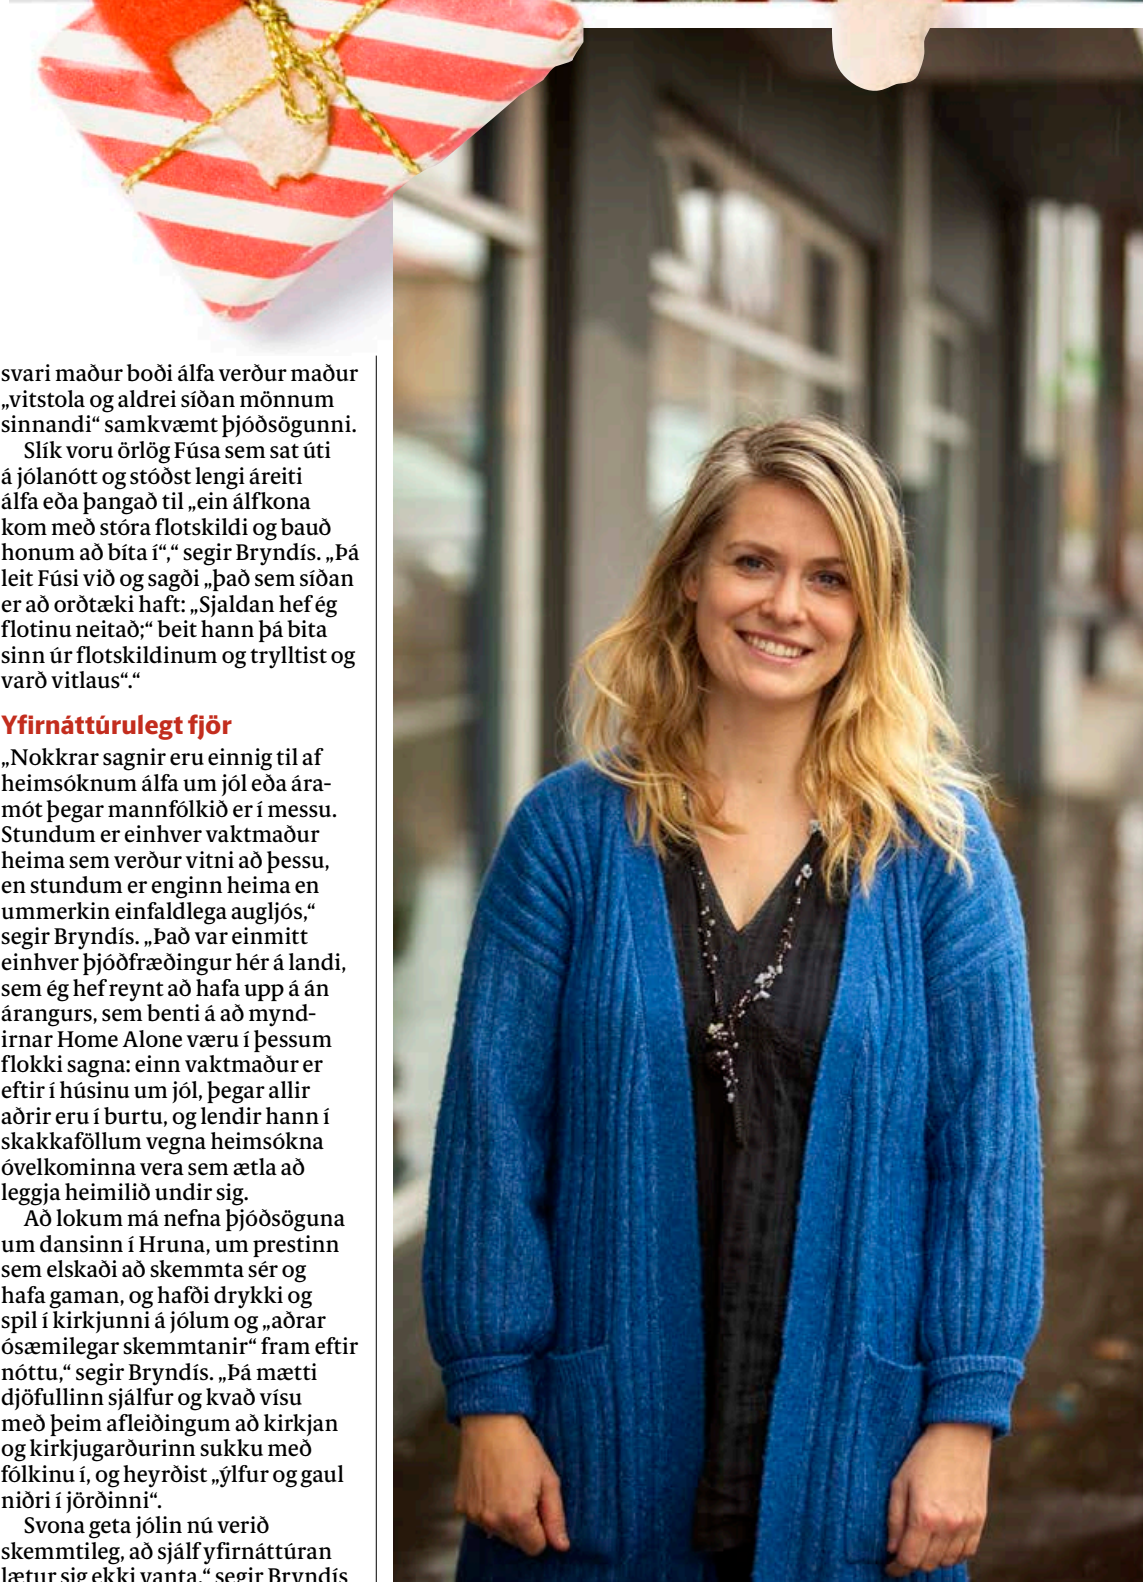 svari maður boði álfa verður maður
„vitstola og aldrei síðan mönnum
sinnandi“ samkvæmt þjóðsögunni.
Slík voru örlög Fúsa sem sat úti
á jólanótt og stóðst lengi áreiti
álfa eða þangað til „ein álfkona
kom með stóra flotskildi og bauð
honum að bíta í“,“ segir Bryndís. „Þá
leit Fúsi við og sagði „það sem síðan
er að orðtæki haft: „Sjaldan hef ég
flotinu neitað;“ beit hann þá bita
sinn úr flotskildinum og trylltist og
varð vitlaus“.“
Yfirnáttúrulegt fjör
„Nokkrar sagnir eru einnig til af
heimsóknum álfa um jól eða ára-
mót þegar mannfólkið er í messu.
Stundum er einhver vaktmaður
heima sem verður vitni að þessu,
en stundum er enginn heima en
ummerkin einfaldlega augljós,“
segir Bryndís. „Það var einmitt
einhver þjóðfræðingur hér á landi,
sem ég hef reynt að hafa upp á án
árangurs, sem benti á að mynd-
irnar Home Alone væru í þessum
flokki sagna: einn vaktmaður er
eftir í húsinu um jól, þegar allir
aðrir eru í burtu, og lendir hann í
skakkaföllum vegna heimsókna
óvelkominna vera sem ætla að
leggja heimilið undir sig.
Að lokum má nefna þjóðsöguna
um dansinn í Hruna, um prestinn
sem elskaði að skemmta sér og
hafa gaman, og hafði drykki og
spil í kirkjunni á jólum og „aðrar
ósæmilegar skemmtanir“ fram eftir
nóttu,“ segir Bryndís. „Þá mætti
djöfullinn sjálfur og kvað vísu
með þeim afleiðingum að kirkjan
og kirkjugarðurinn sukku með
fólkinu í, og heyrðist „ýlfur og gaul
niðri í jörðinni“.
Svona geta jólin nú verið
skemmtileg, að sjálf yfirnáttúran
lætur sig ekki vanta,“ segir Bryndís